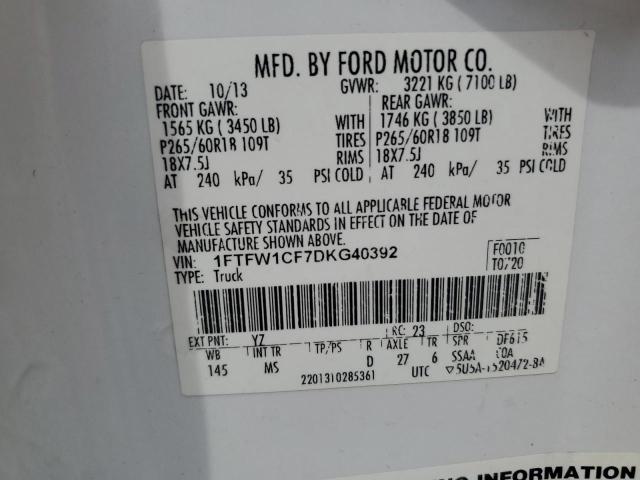 MFD. BY FORD MOTOR CO.
DATE: 10/13 GVWR: 3221 KG ( 7100 LB)
FRONT GAWR: REAR GAWR:
1565 KG ( 3450 LB) WITH 1746 KG ( 3850 LB) WITH
P265/60R18 109T TIRES P265/60R18 109T TIRES
18X7.5J RIMS 18X7.5J RIMS
AT 240 kPa/ 35 PSI COLD AT 240 kPa/ 35 PSI COLD
THIS VEHICLE CONFORMS TO ALL APPLICABLE FEDERAL MOTOR
VEHICLE SAFETY STANDARDS IN EFFECT ON THE DATE OF
MANUFACTURE SHOWN ABOVE.
VIN: 1FTFW1CF7DKG40392 F0010
TYPE: Truck T0720
EXT PNT: YZ RC: 23 DSO:
WB INT TR TP/PS R AXLE TR SPR DF615
145 MS D 27 6 SSAA
2201310285361 UTC
INFORMATION